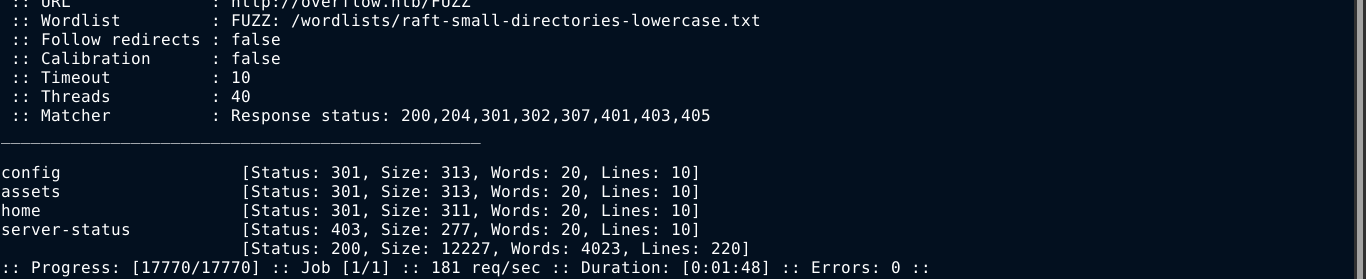 :: URL : http://overflow.htb/FUZZ
:: Wordlist : FUZZ: /wordlists/raft-small-directories-lowercase.txt
:: Follow redirects : false
:: Calibration : false
:: Timeout : 10
:: Threads : 40
:: Matcher : Response status: 200,204,301,302,307,401,403,405
________________________________________________
config [Status: 301, Size: 313, Words: 20, Lines: 10]
assets [Status: 301, Size: 313, Words: 20, Lines: 10]
home [Status: 301, Size: 311, Words: 20, Lines: 10]
server-status [Status: 403, Size: 277, Words: 20, Lines: 10]
[Status: 200, Size: 12227, Words: 4023, Lines: 220]
:: Progress: [17770/17770] :: Job [1/1] :: 181 req/sec :: Duration: [0:01:48] :: Errors: 0 ::